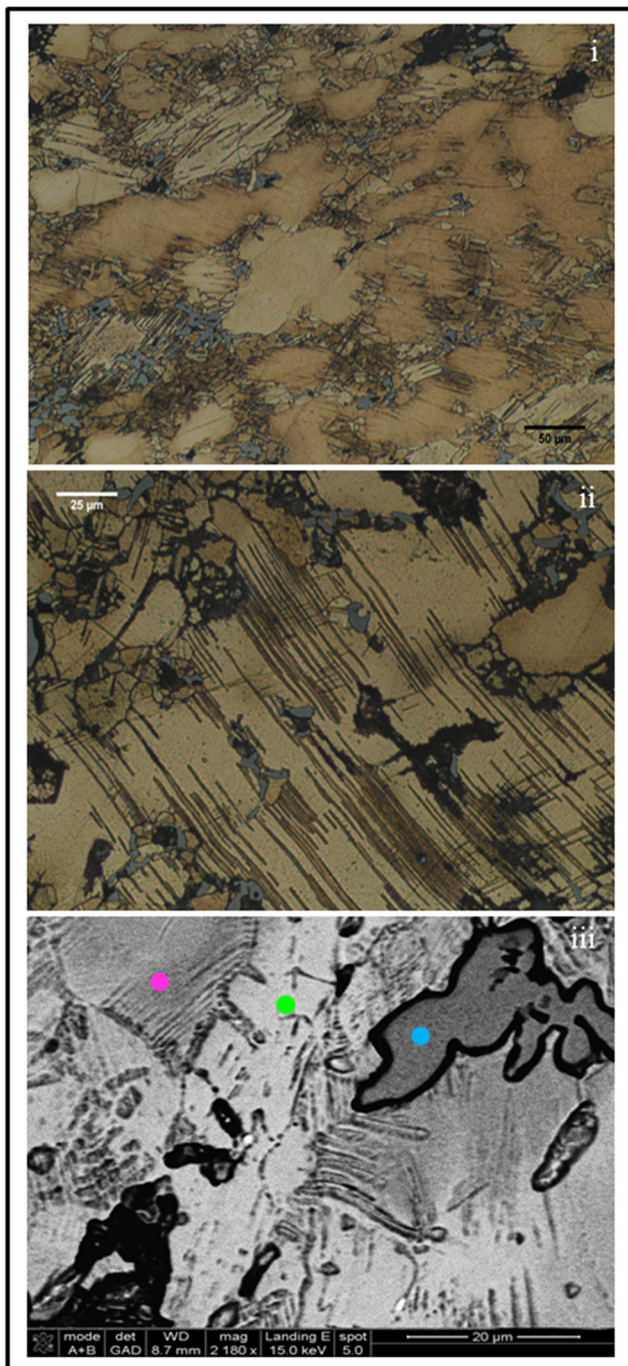 i
50 µm
25 µm
ii
iii
mode det WD mag Landing E spot
A+B GAD 8.7 mm 2 180 x 15.0 keV 5.0
20 µm